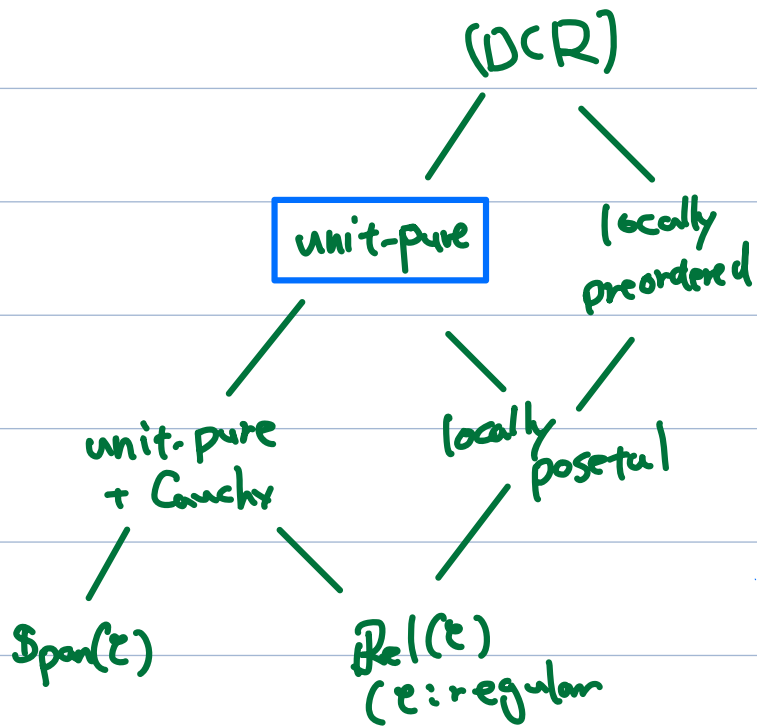 (DCR)
unit-pure
locally
preordered
unit-pure
+ Cauchy
locally
posetal
Span(𝒞)
Rel(𝒞)
(𝒞: regular